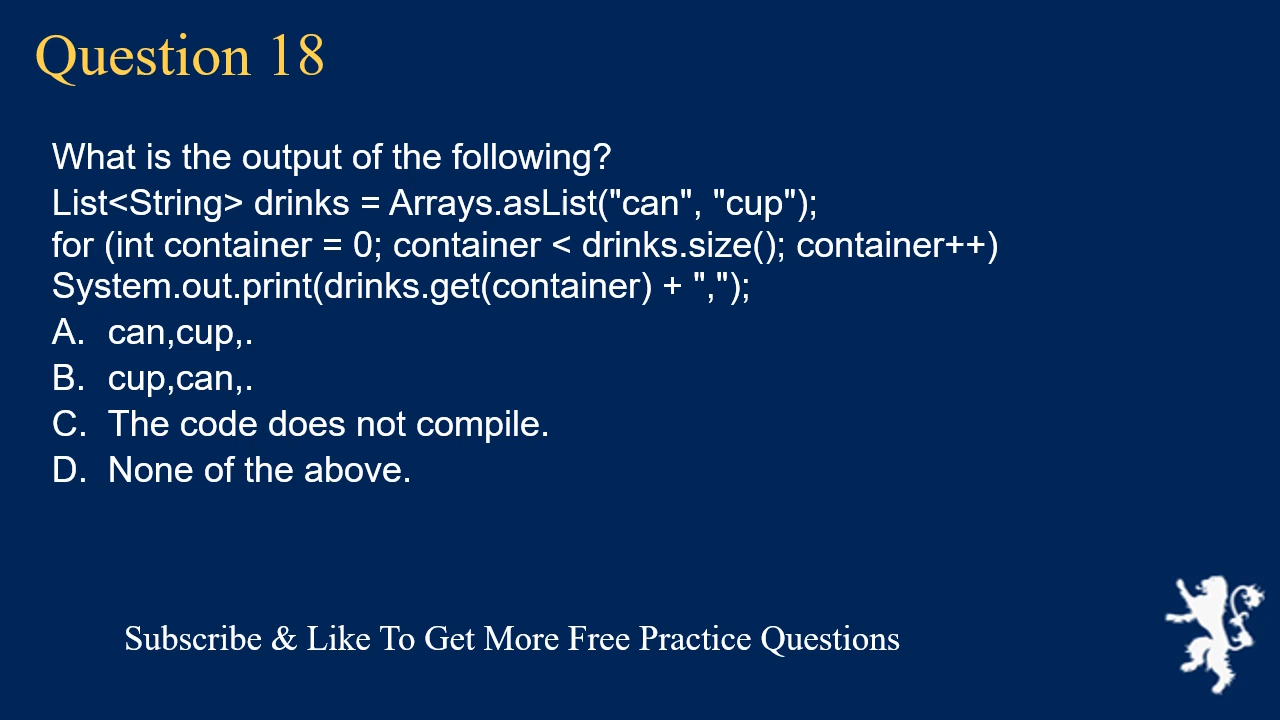 Question 18
What is the output of the following?
List<String> drinks = Arrays.asList("can", "cup");
for (int container = 0; container < drinks.size(); container++)
System.out.print(drinks.get(container) + ",");
A. can,cup,.
B. cup,can,.
C. The code does not compile.
D. None of the above.
Subscribe & Like To Get More Free Practice Questions